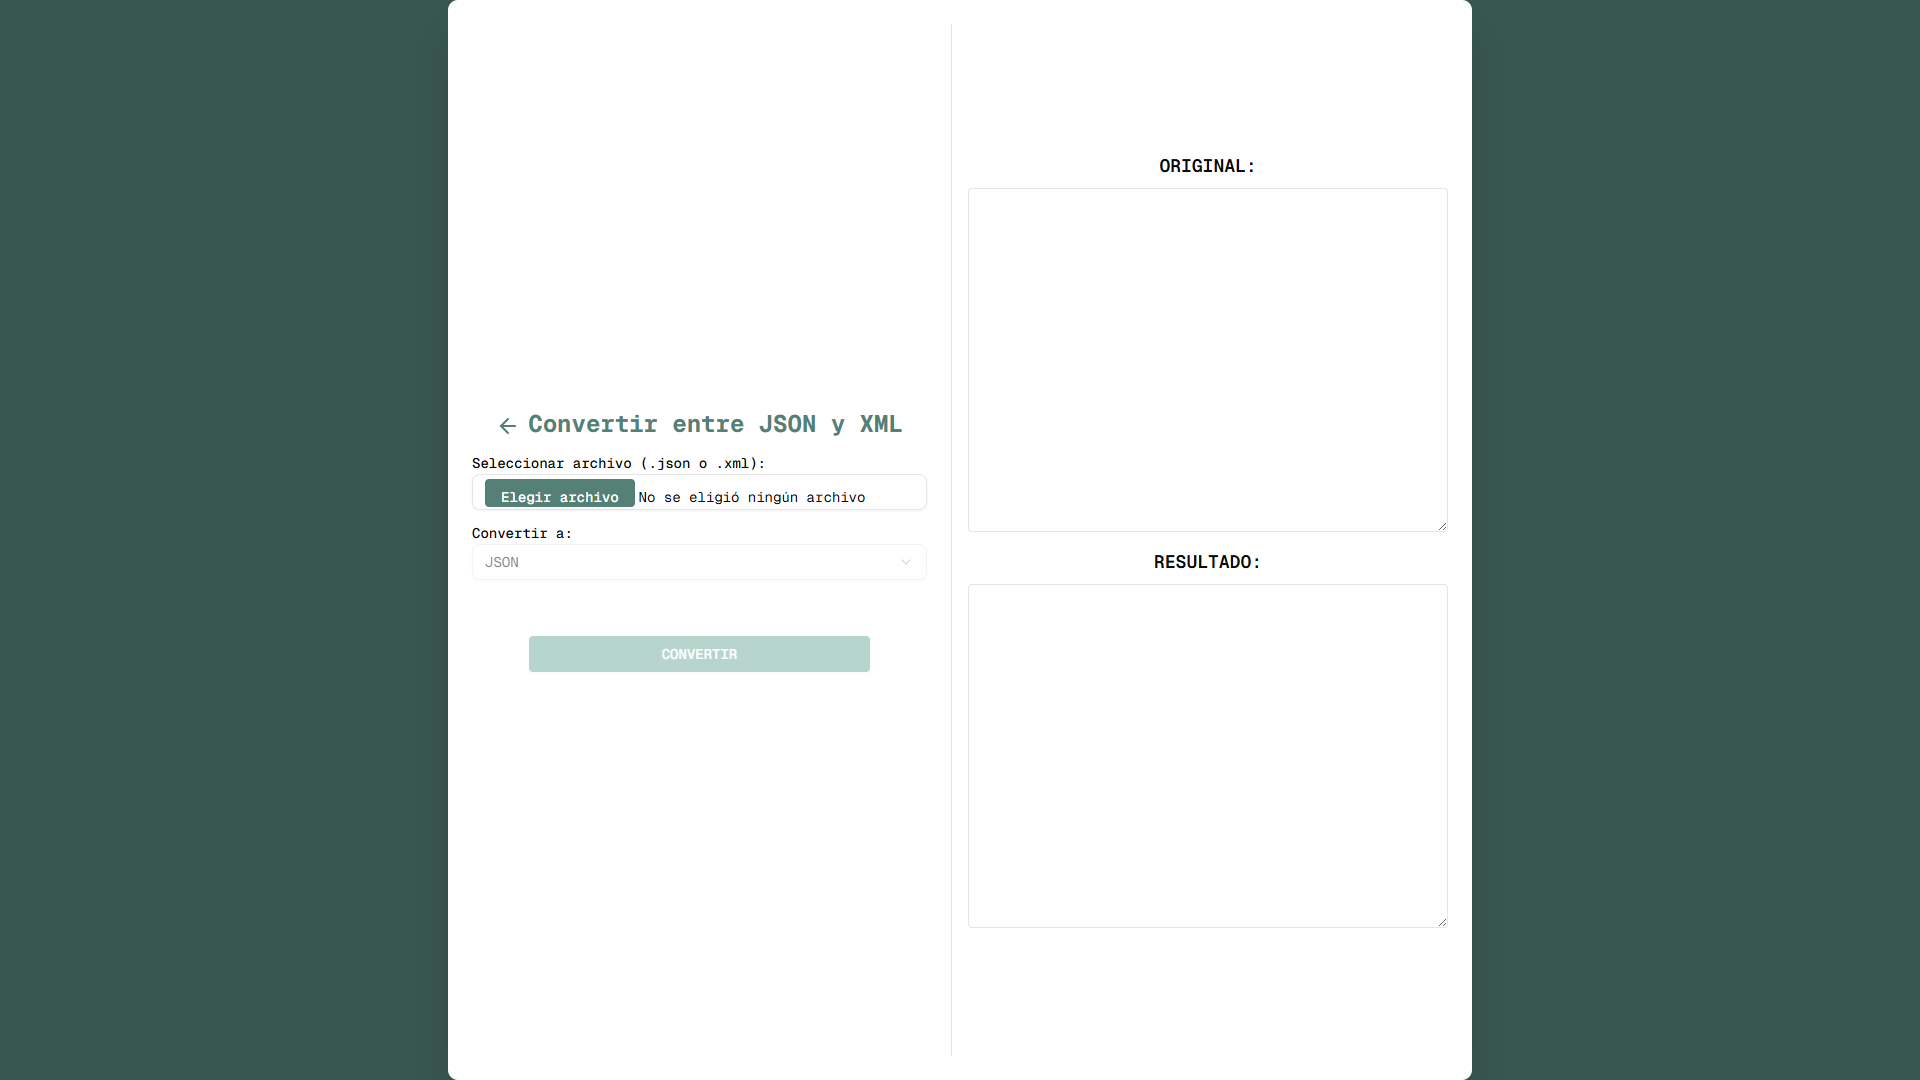 Convertir entre JSON y XML
Seleccionar archivo (.json o .xml):
Elegir archivo No se eligió ningún archivo
Convertir a:
JSON
CONVERTIR
ORIGINAL:
RESULTADO: